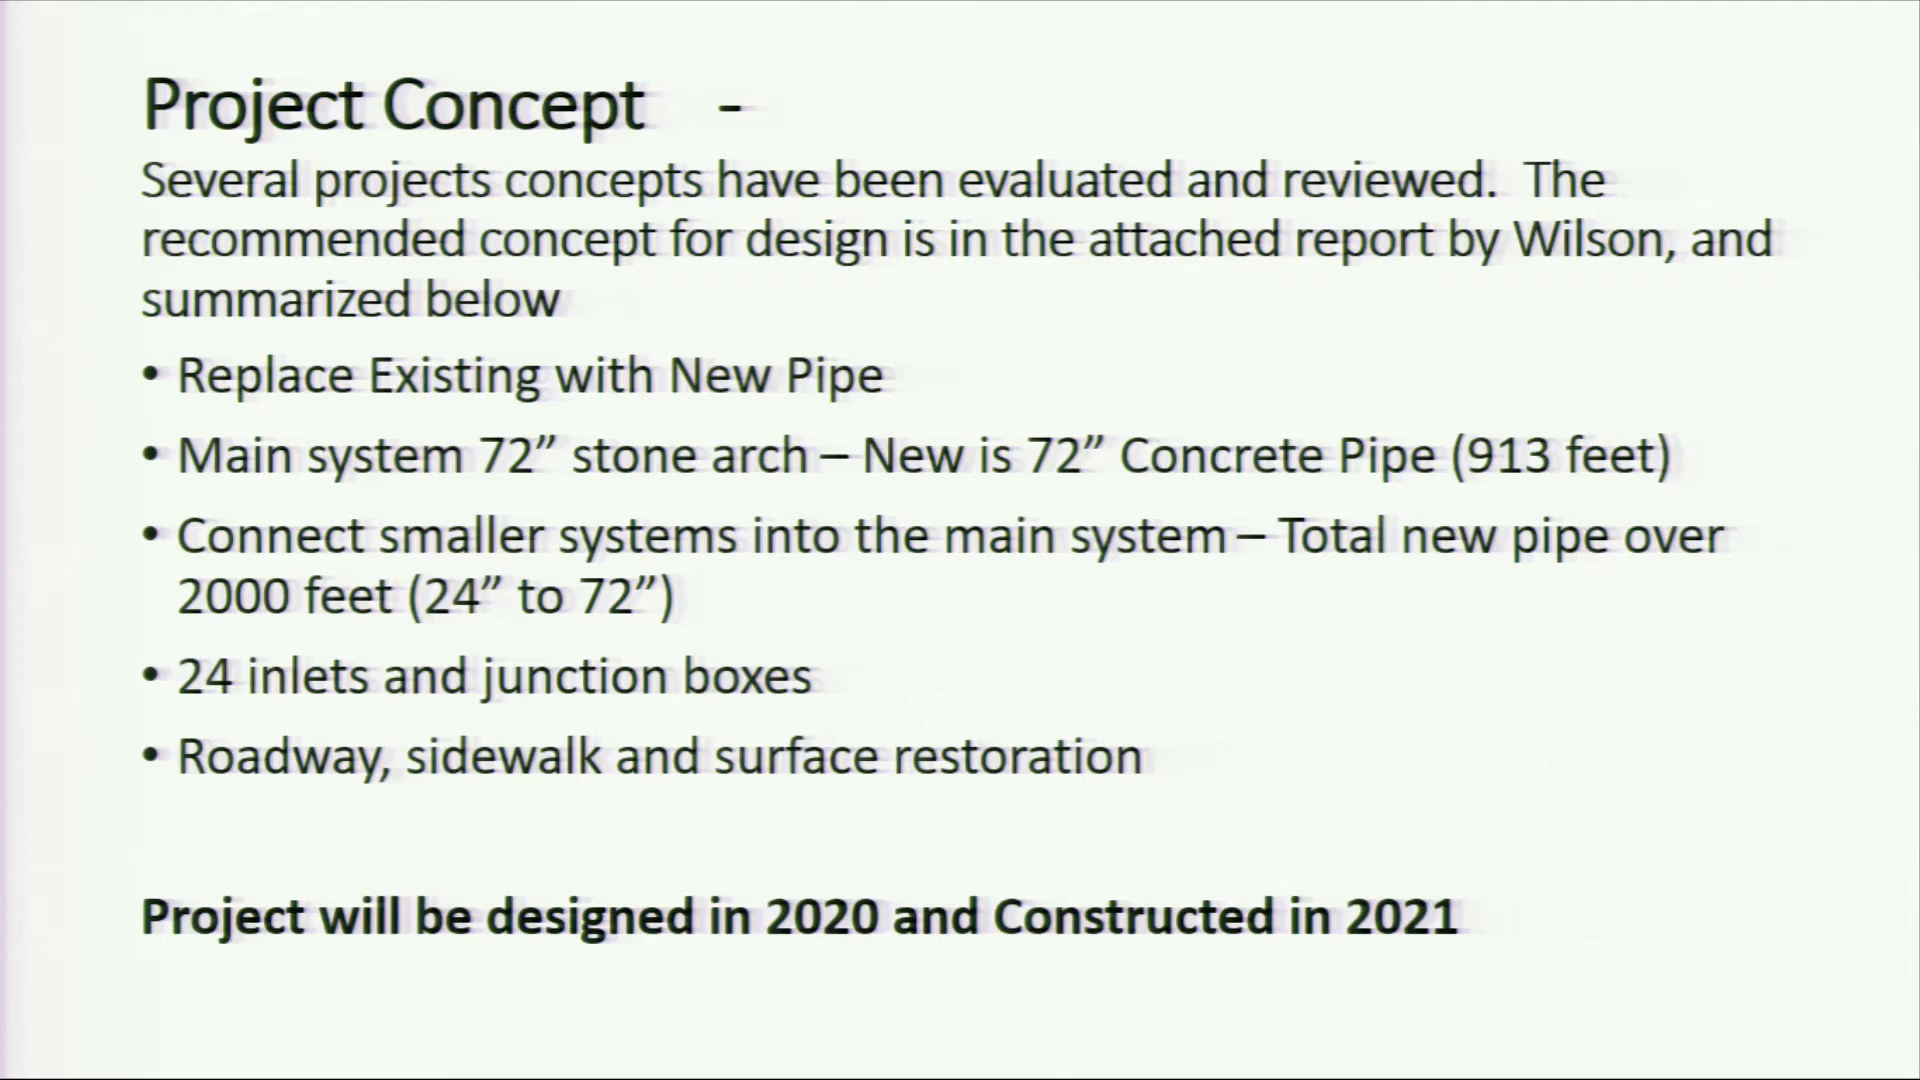 Project Concept -
Several projects concepts have been evaluated and reviewed. The
recommended concept for design is in the attached report by Wilson, and
summarized below
• Replace Existing with New Pipe
• Main system 72” stone arch – New is 72” Concrete Pipe (913 feet)
• Connect smaller systems into the main system – Total new pipe over
2000 feet (24” to 72”)
• 24 inlets and junction boxes
• Roadway, sidewalk and surface restoration
Project will be designed in 2020 and Constructed in 2021